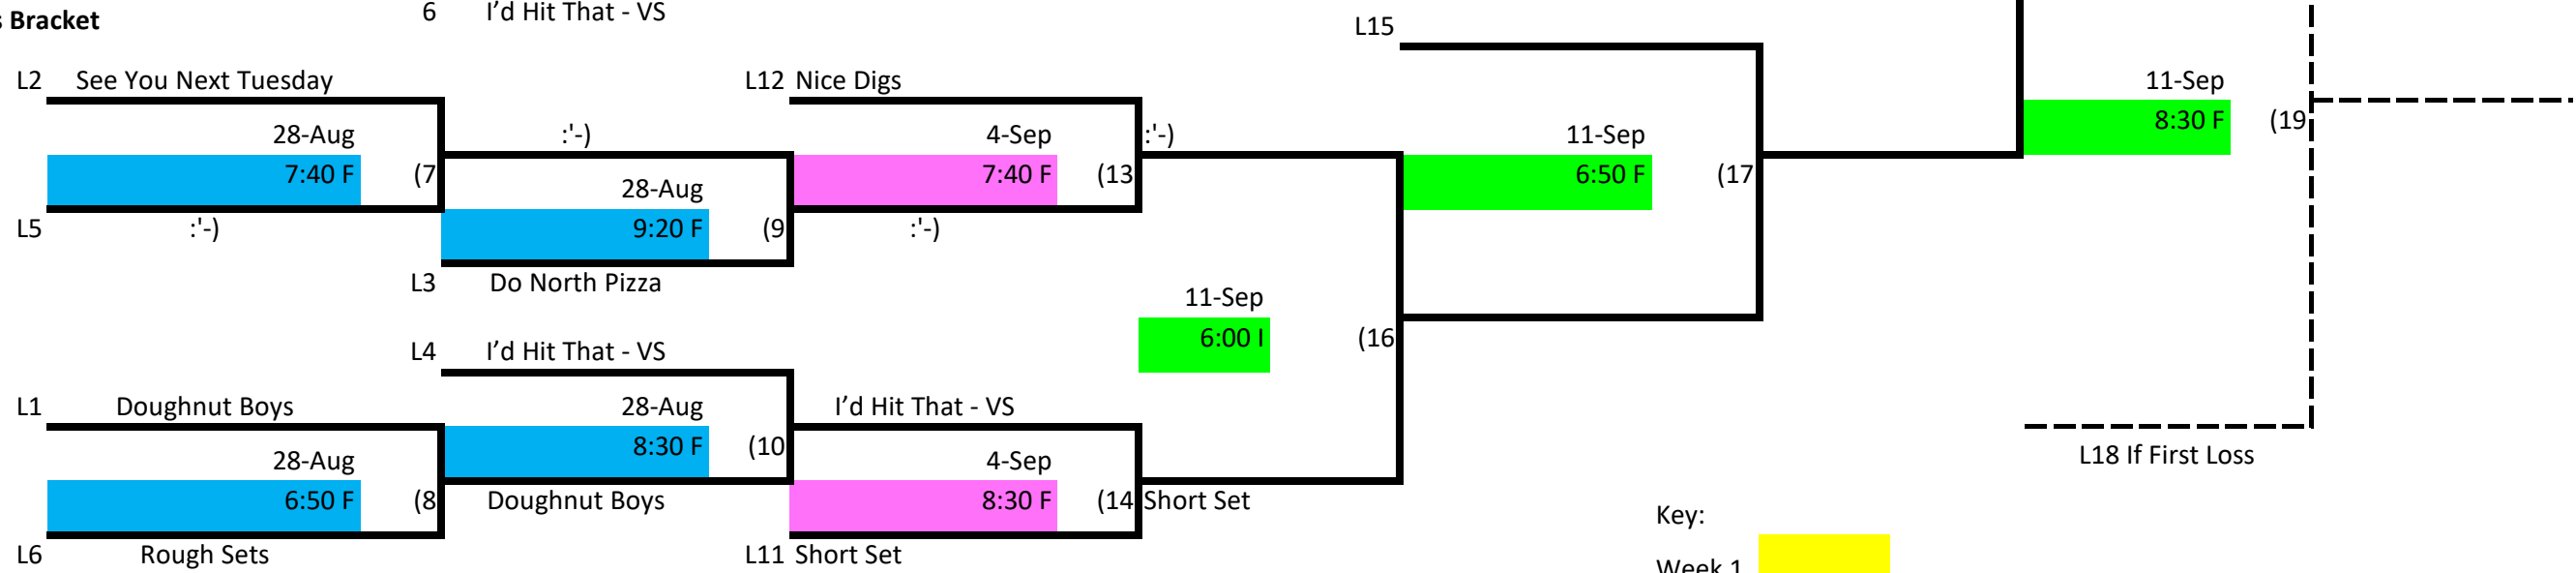 6 I’d Hit That - VS
s Bracket
L15
L2 See You Next Tuesday
L12 Nice Digs
11-Sep
28-Aug
:'-)
4-Sep
:'-)
11-Sep
8:30 F (19
7:40 F (7
28-Aug
7:40 F (13
6:50 F (17
L5 :'-)
9:20 F (9
:'-)
L3 Do North Pizza
11-Sep
6:00 I (16
L4 I’d Hit That - VS
L1 Doughnut Boys
28-Aug
I’d Hit That - VS
8:30 F (10
28-Aug
4-Sep
L18 If First Loss
6:50 F (8
Doughnut Boys
8:30 F (14 Short Set
Key:
L6 Rough Sets
L11 Short Set
Week 1